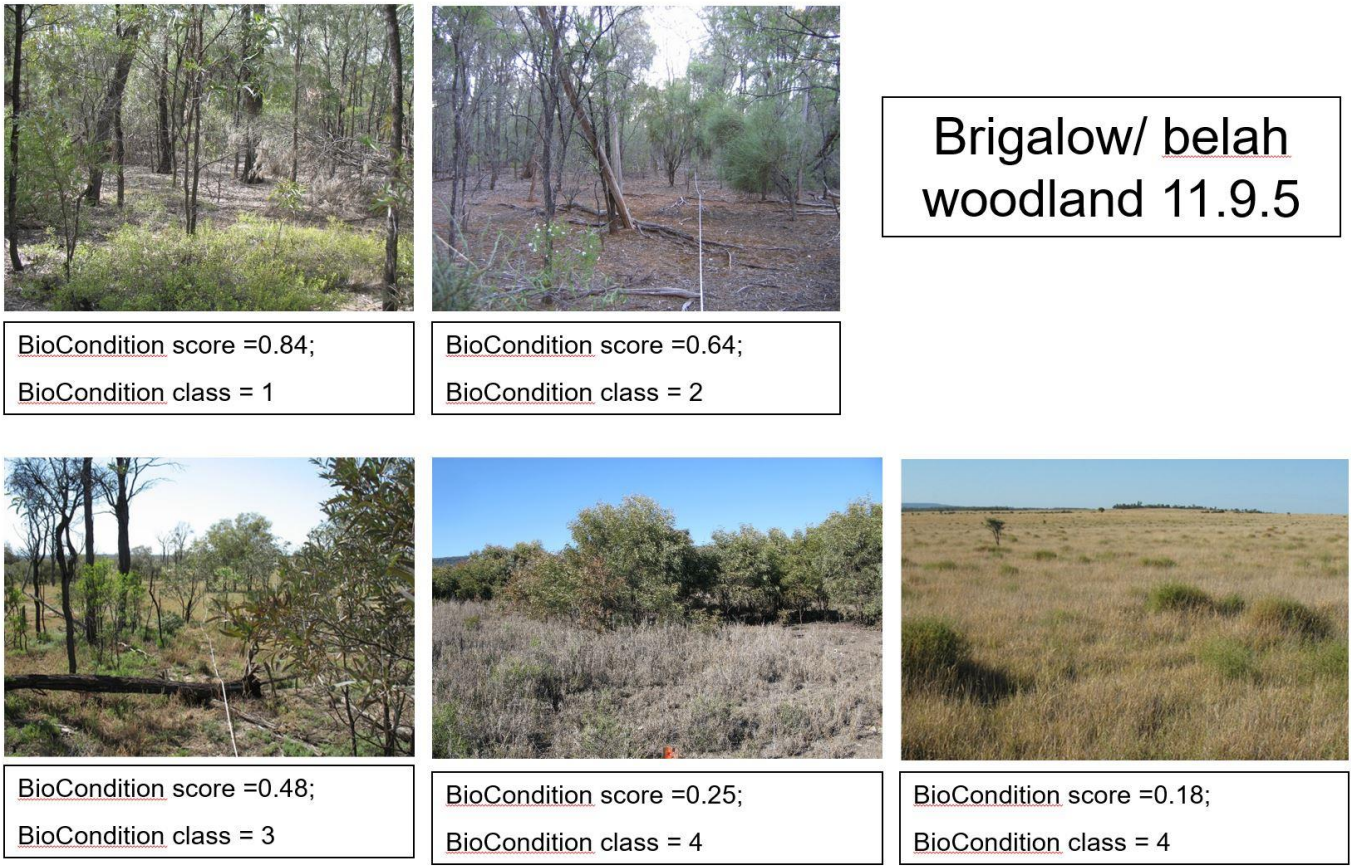 Brigalow/ belah
woodland 11.9.5
BioCondition score =0.84;
BioCondition class = 1
BioCondition score =0.64;
BioCondition class = 2
BioCondition score =0.48;
BioCondition class = 3
BioCondition score =0.25;
BioCondition class = 4
BioCondition score =0.18;
BioCondition class = 4